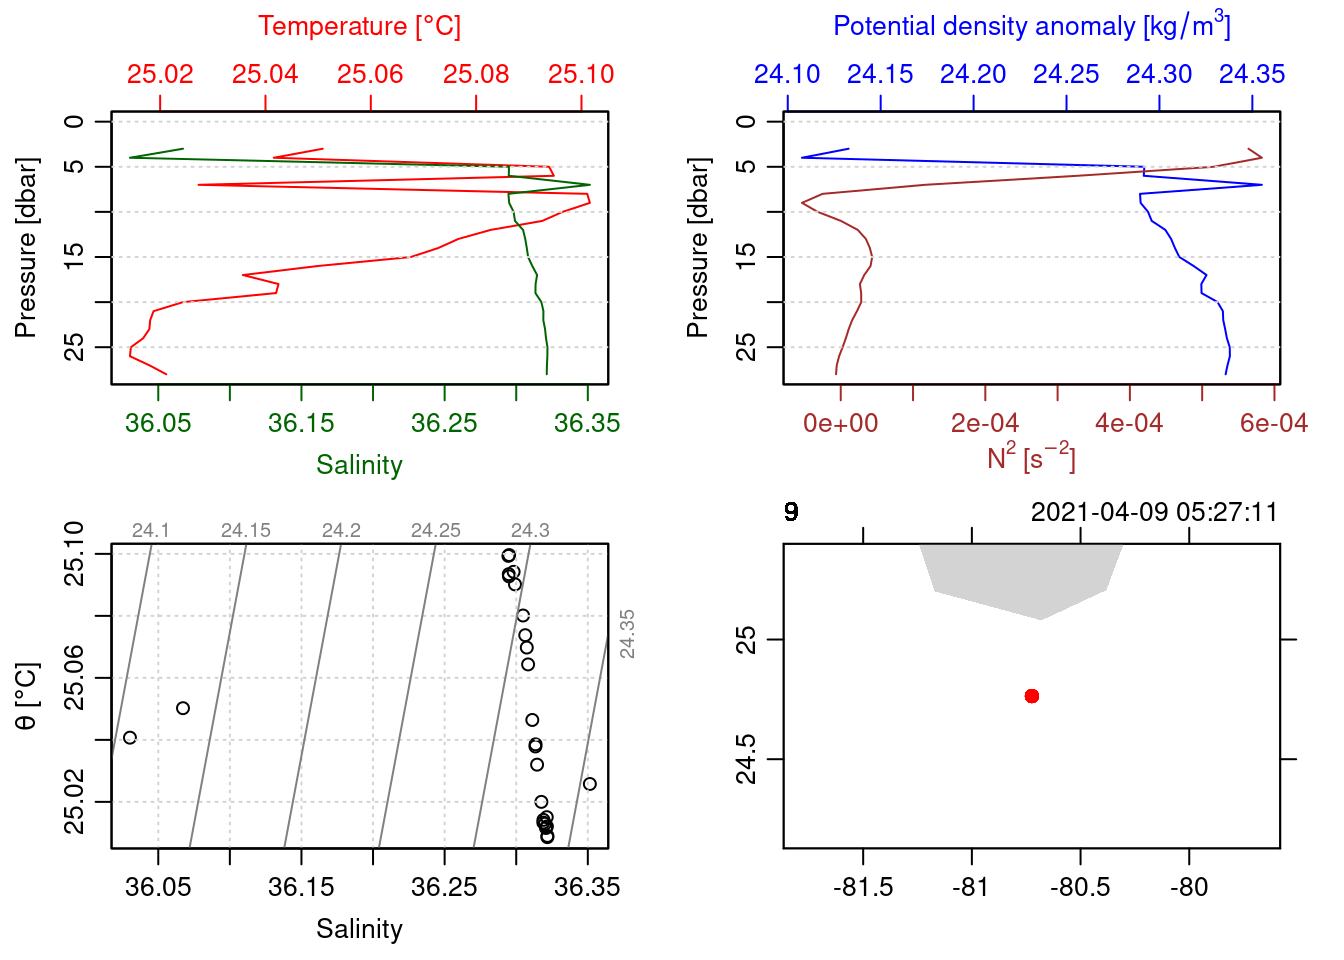 Temperature [°C]
25.02 25.04 25.06 25.08 25.10
Pressure [dbar]
0 5 15 25
36.05 36.15 36.25 36.35
Salinity
Potential density anomaly [kg/m³]
24.10 24.15 24.20 24.25 24.30 24.35
Pressure [dbar]
0 5 15 25
0e+00 2e-04 4e-04 6e-04
N² [s⁻²]
24.1 24.15 24.2 24.25 24.3
24.35
θ [°C]
25.10 25.06 25.02
36.05 36.15 36.25 36.35
Salinity
2021-04-09 05:27:11
25 24.5
-81.5 -81 -80.5 -80